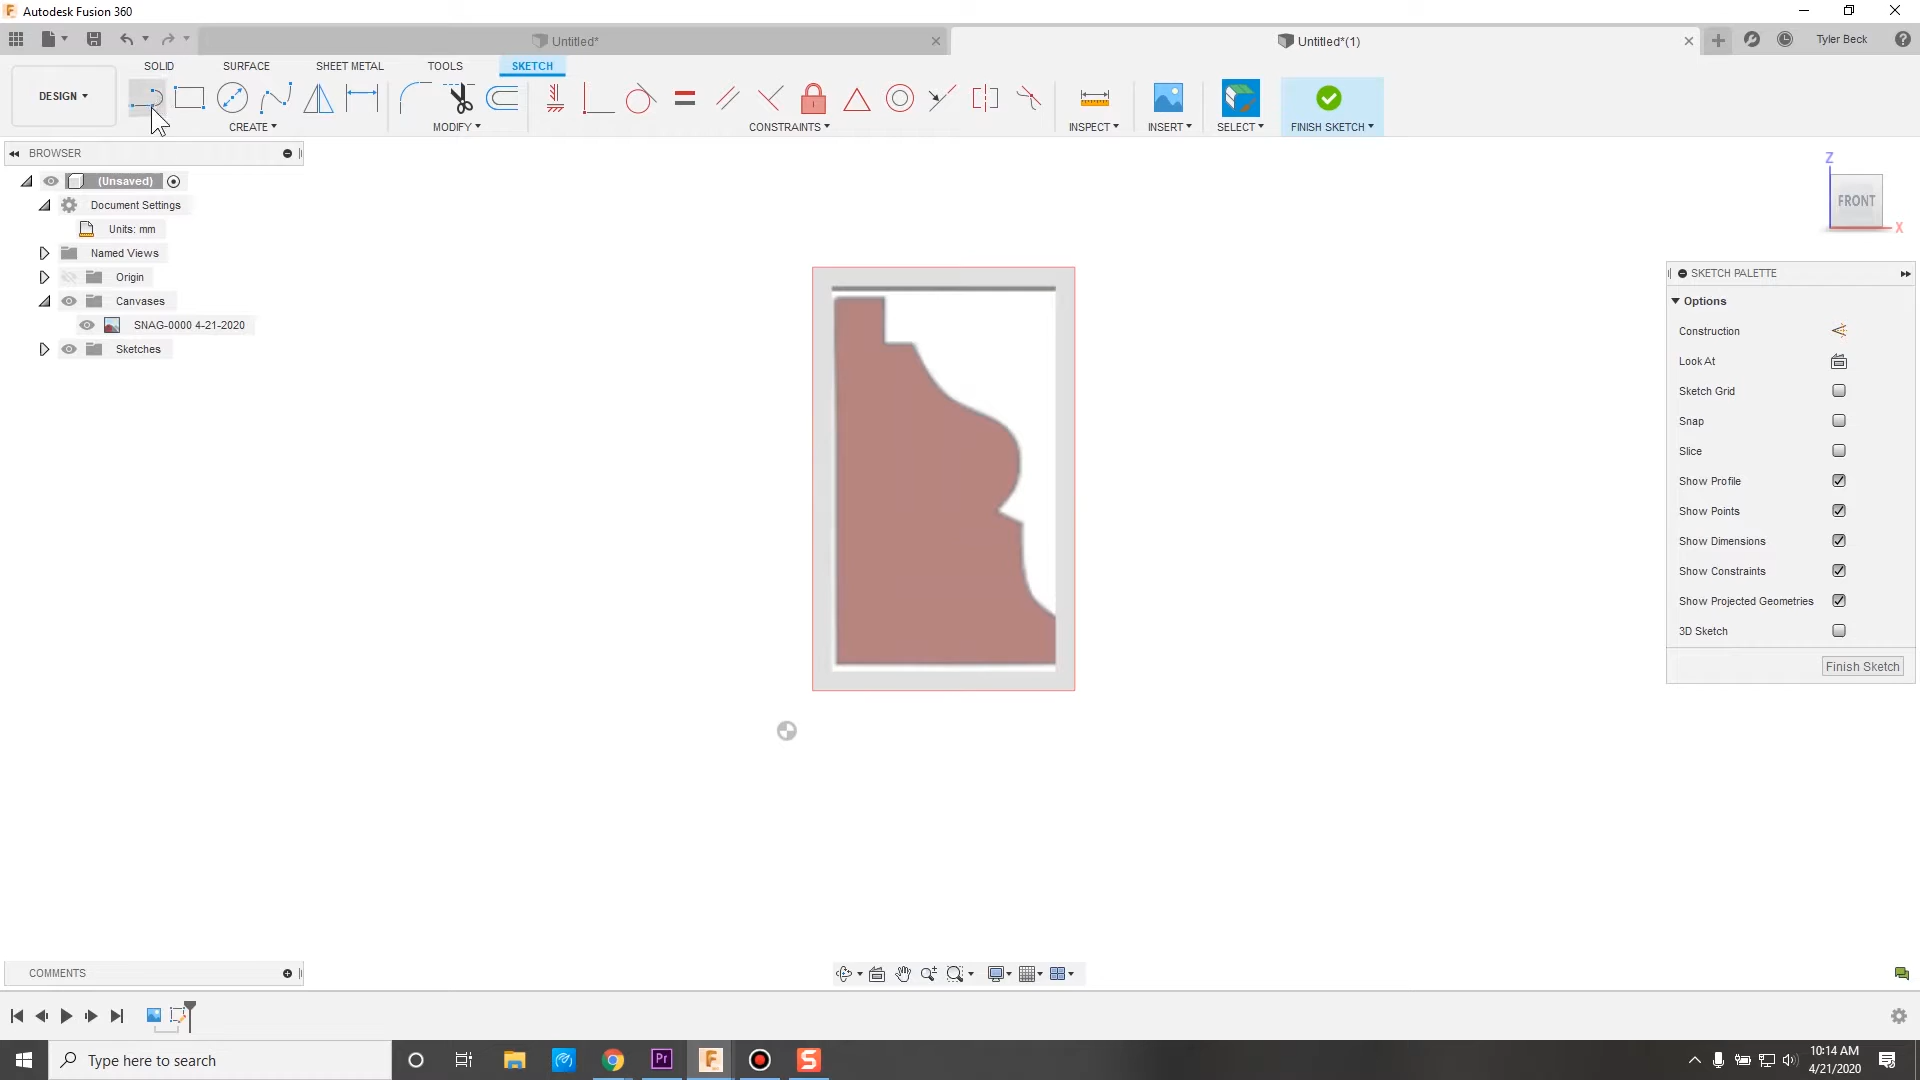 Autodesk Fusion 360
Untitled*
Untitled*(1)
Tyler Beck
SOLID
SURFACE
SHEET METAL
TOOLS
SKETCH
DESIGN
CREATE
MODIFY
CONSTRAINTS
INSPECT
INSERT
SELECT
FINISH SKETCH
BROWSER
(Unsaved)
Document Settings
Units: mm
Named Views
Origin
Canvases
SNAG-0000 4-21-2020
Sketches
Z
FRONT
X
SKETCH PALETTE
Options
Construction
Look At
Sketch Grid
Snap
Slice
Show Profile
Show Points
Show Dimensions
Show Constraints
Show Projected Geometries
3D Sketch
Finish Sketch
COMMENTS
Type here to search
Pr
10:14 AM
4/21/2020